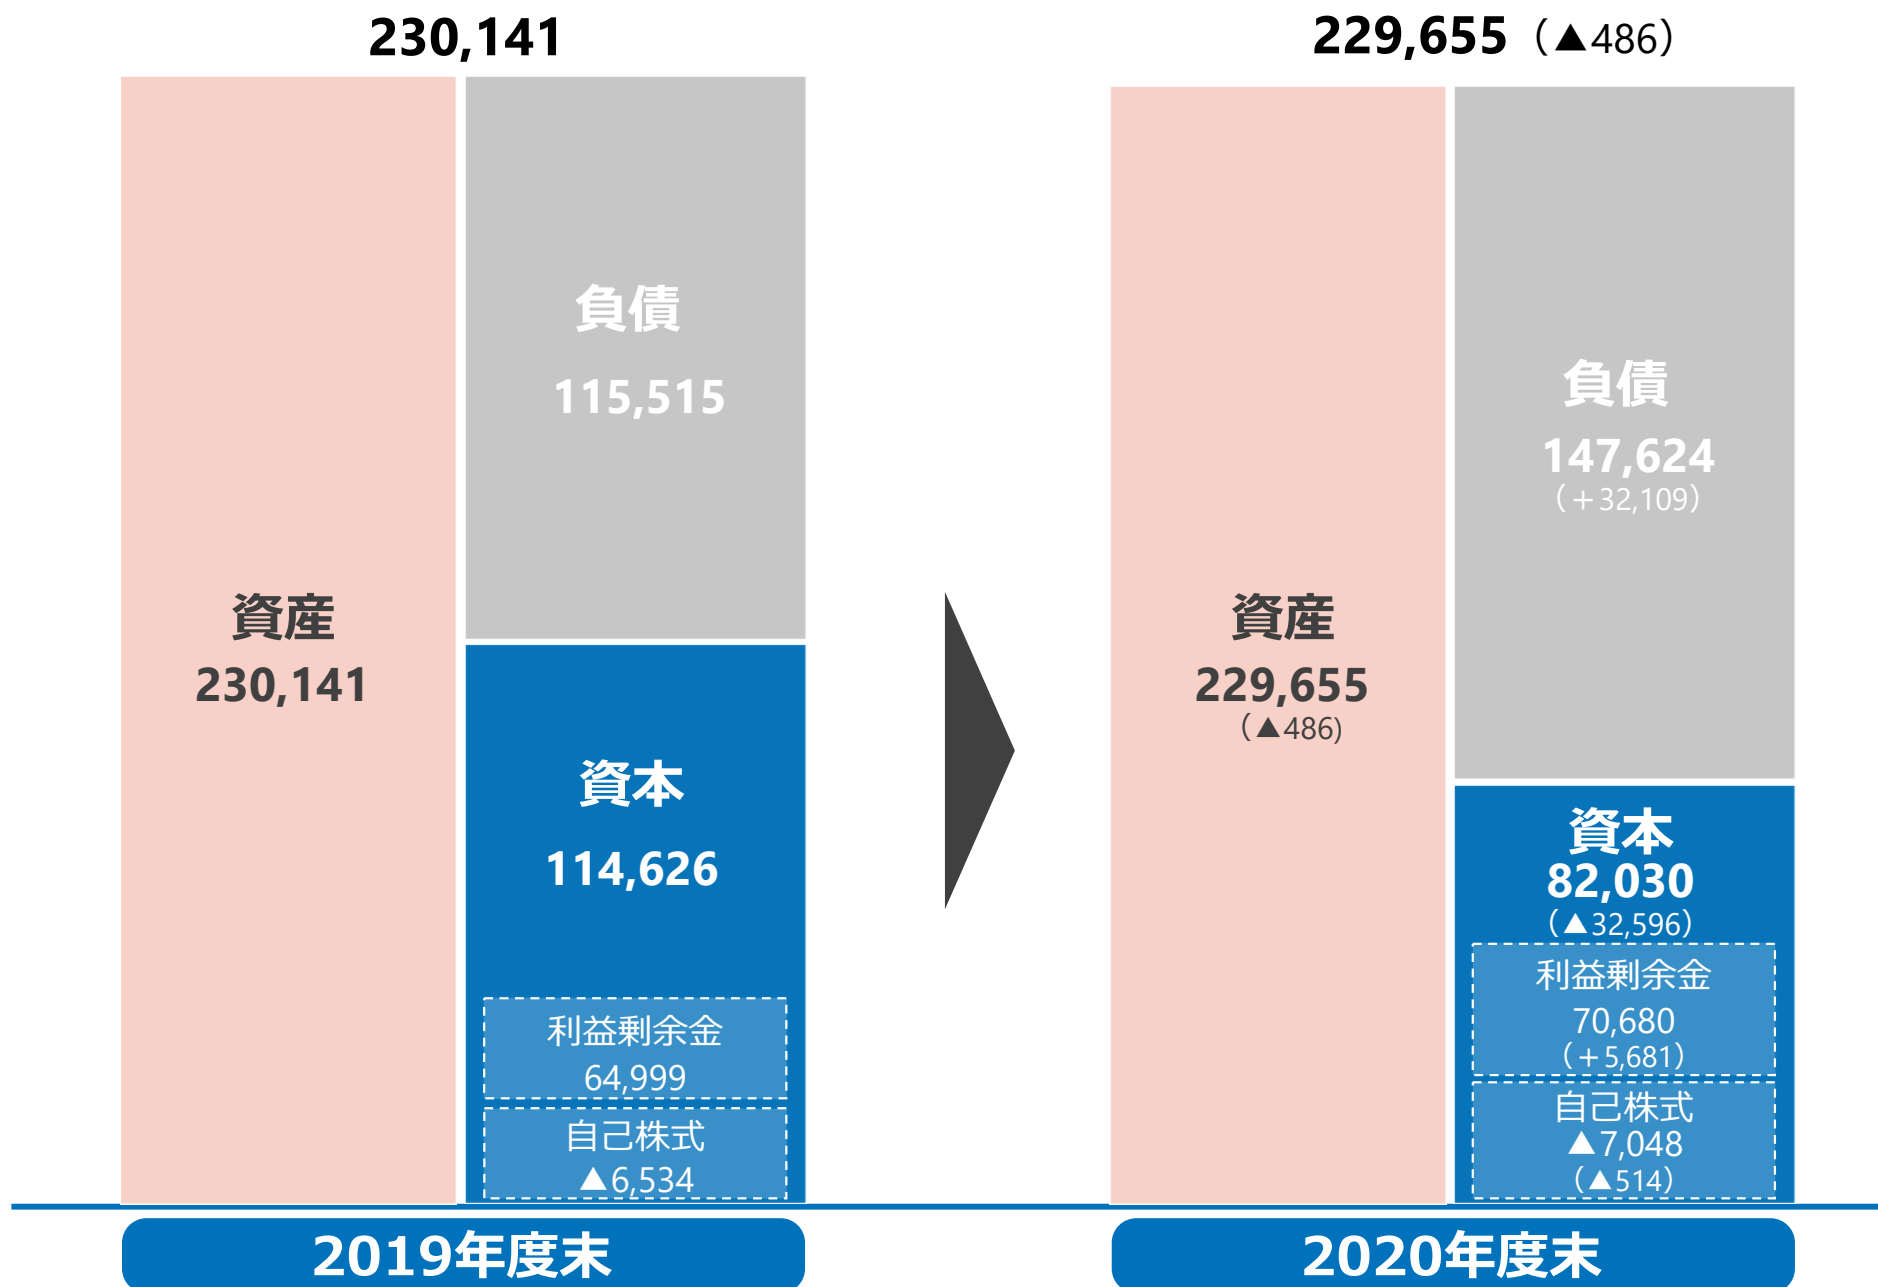 230,141
資産
230,141
負債
115,515
資本
114,626
利益剰余金
64,999
自己株式
▲6,534
2019年度末
229,655（▲486）
資産
229,655
（▲486)
負債
147,624
（＋32,109）
資本
82,030
（▲32,596）
利益剰余金
70,680
（＋5,681）
自己株式
▲7,048
（▲514）
2020年度末